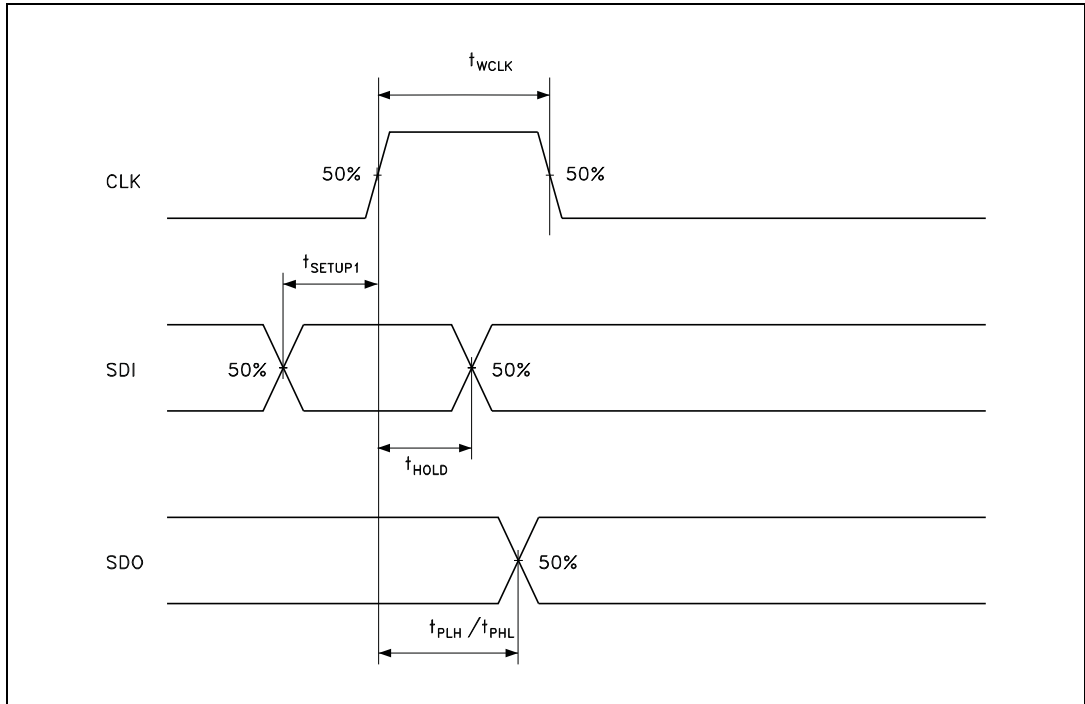 tWCLK
50% 50%
CLK
tSETUP1
50% 50%
SDI
tHOLD
SDO 50%
tPLH /tPHL